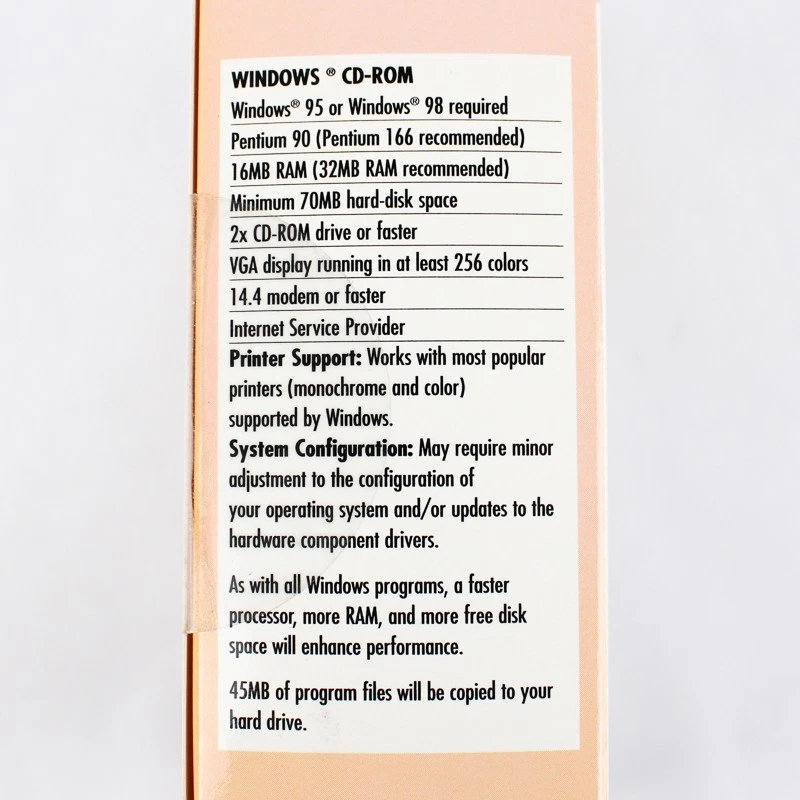 WINDOWS ® CD-ROM
Windows® 95 or Windows® 98 required
Pentium 90 (Pentium 166 recommended)
16MB RAM (32MB RAM recommended)
Minimum 70MB hard-disk space
2x CD-ROM drive or faster
VGA display running in at least 256 colors
14.4 modem or faster
Internet Service Provider
Printer Support: Works with most popular
printers (monochrome and color)
supported by Windows.
System Configuration: May require minor
adjustment to the configuration of
your operating system and/or updates to the
hardware component drivers.
As with all Windows programs, a faster
processor, more RAM, and more free disk
space will enhance performance.
45MB of program files will be copied to your
hard drive.